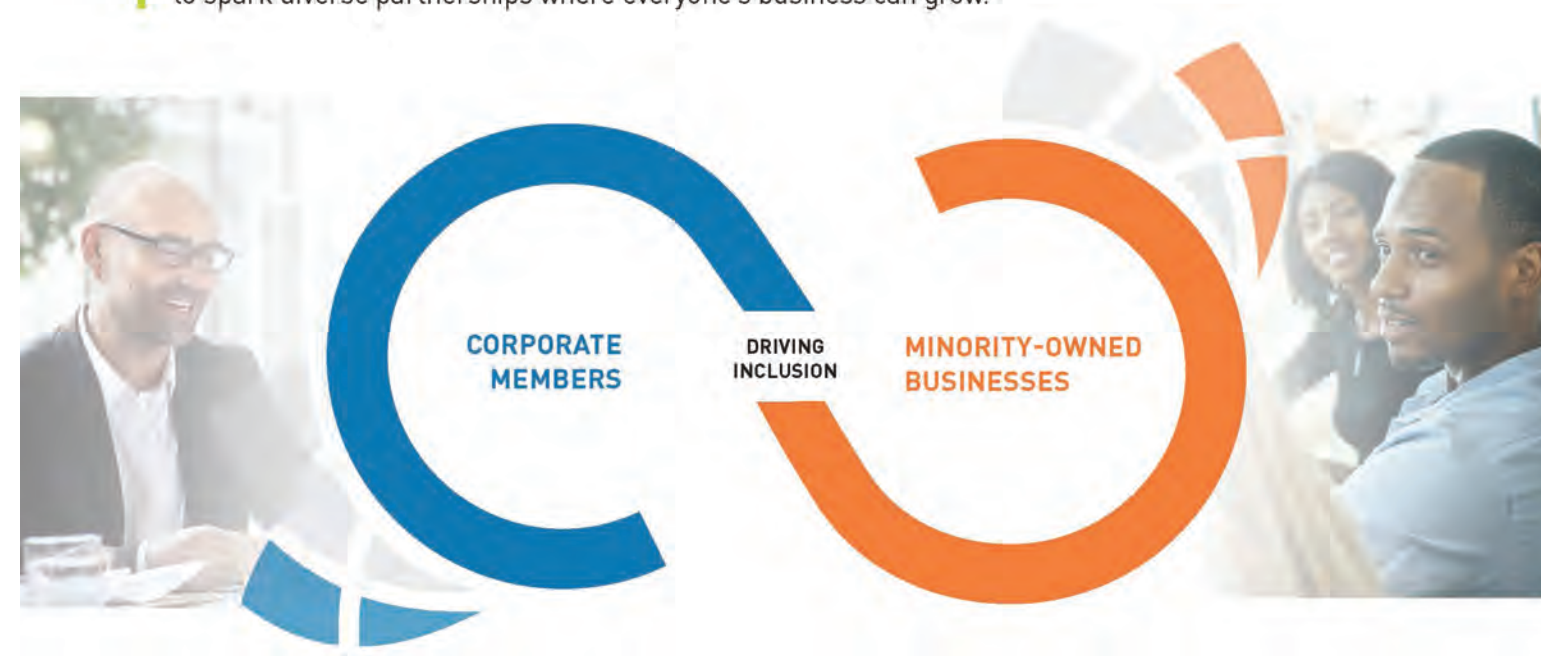 to spark diverse partnerships where everyone's business can grow.
CORPORATE
MEMBERS
DRIVING
INCLUSION
MINORITY-OWNED
BUSINESSES